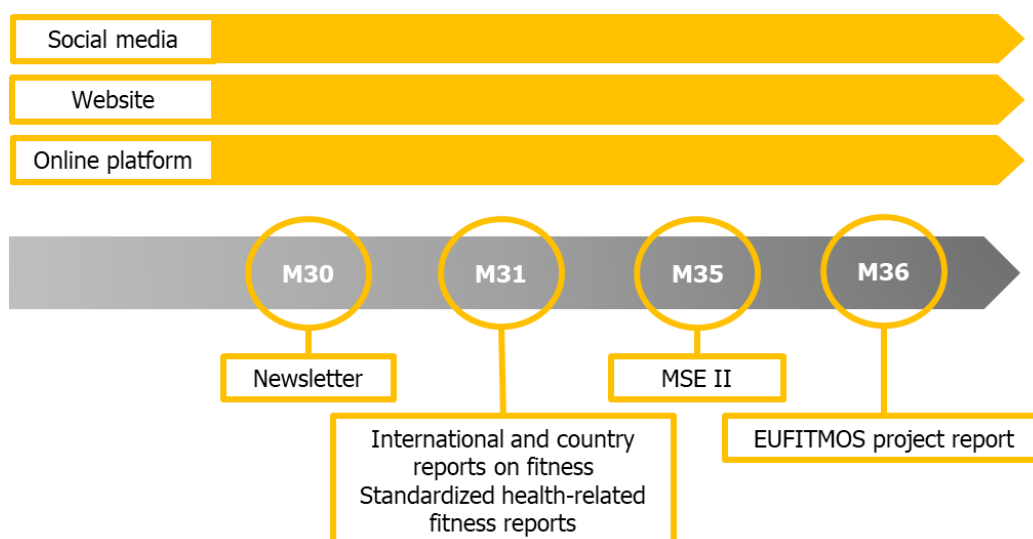 Social media
Website
Online platform
M30
M31
M35
M36
Newsletter
MSE II
International and country
reports on fitness
Standardized health-related
fitness reports
EUFITMOS project report